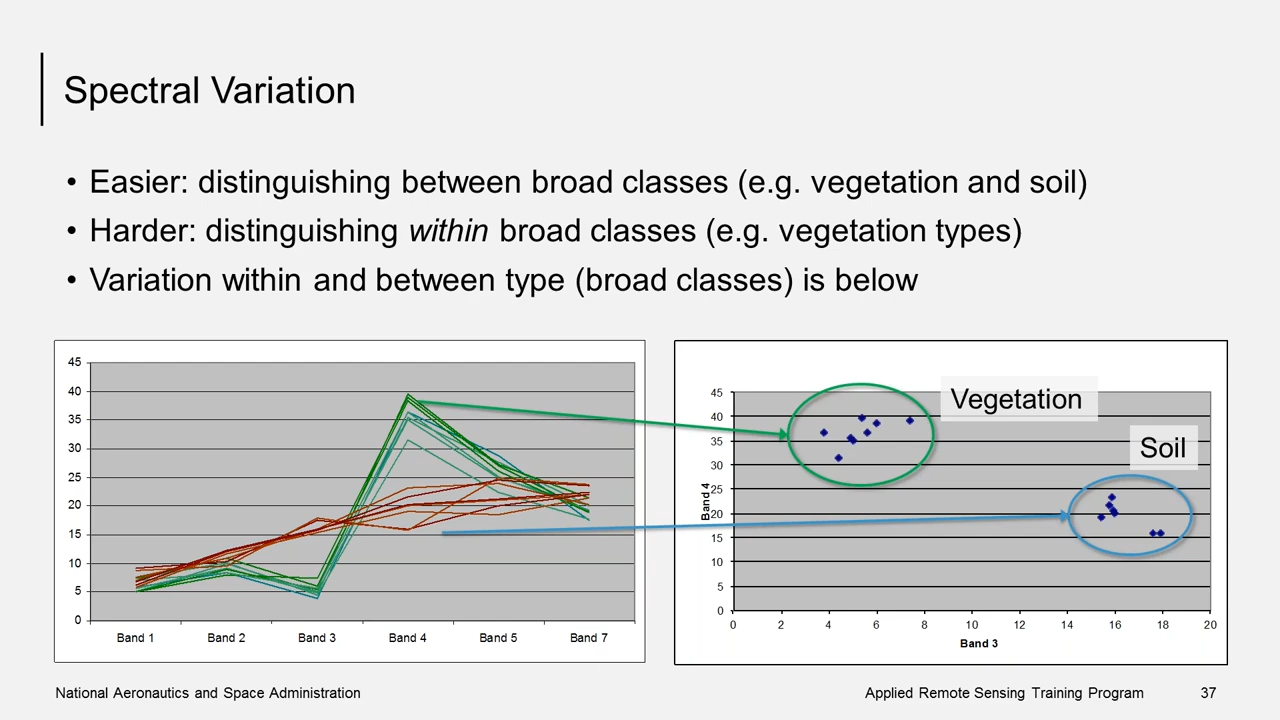 Spectral Variation
• Easier: distinguishing between broad classes (e.g. vegetation and soil)
• Harder: distinguishing within broad classes (e.g. vegetation types)
• Variation within and between type (broad classes) is below
45
40
35
30
25
20
15
10
5
0
Band 1 Band 2 Band 3 Band 4 Band 5 Band 7
Vegetation
Soil
Band 4
45
40
35
30
25
20
15
10
5
0
0 2 4 6 8 10 12 14 16 18 20
Band 3
National Aeronautics and Space Administration
Applied Remote Sensing Training Program 37